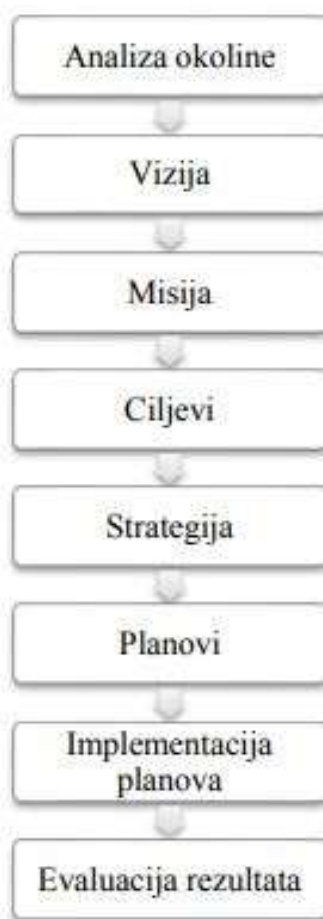 Analiza okoline
Vizija
Misija
Ciljevi
Strategija
Planovi
Implementacija
planova
Evaluacija rezultata